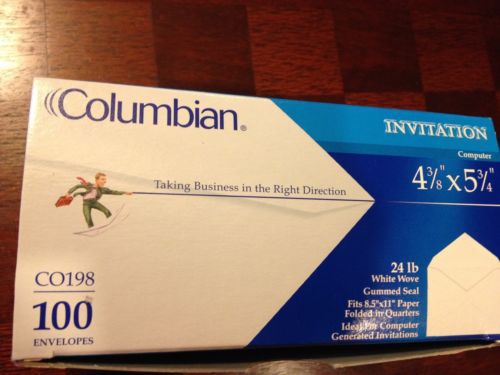 Columbian®
INVITATION
Computer
4 3/8" x 5 3/4"
Taking Business in the Right Direction
CO198
100
ENVELOPES
24 lb
White Wove
Gummed Seal
Fits 8.5"x11" Paper
Folded in Quarters
Ideal For Computer
Generated Invitations